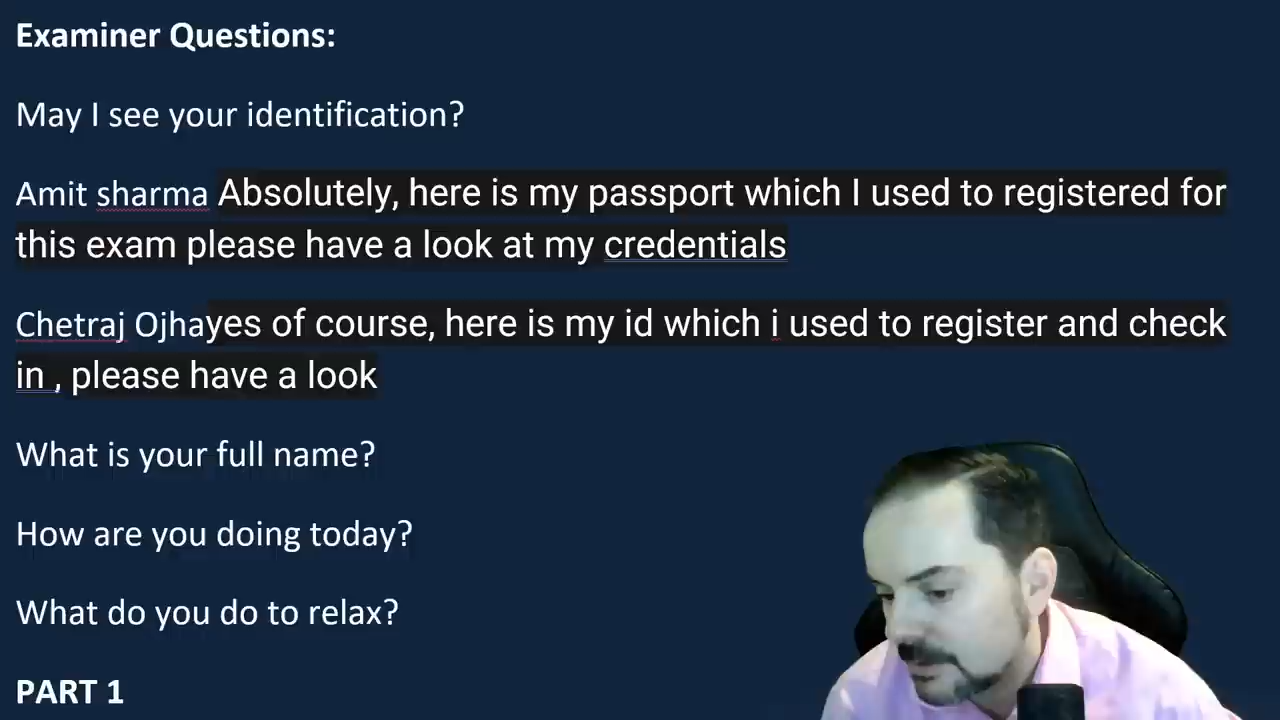 Examiner Questions:
May I see your identification?
Amit sharma Absolutely, here is my passport which I used to registered for
this exam please have a look at my credentials
Chetraj Ojhayes of course, here is my id which i used to register and check
in , please have a look
What is your full name?
How are you doing today?
What do you do to relax?
PART 1